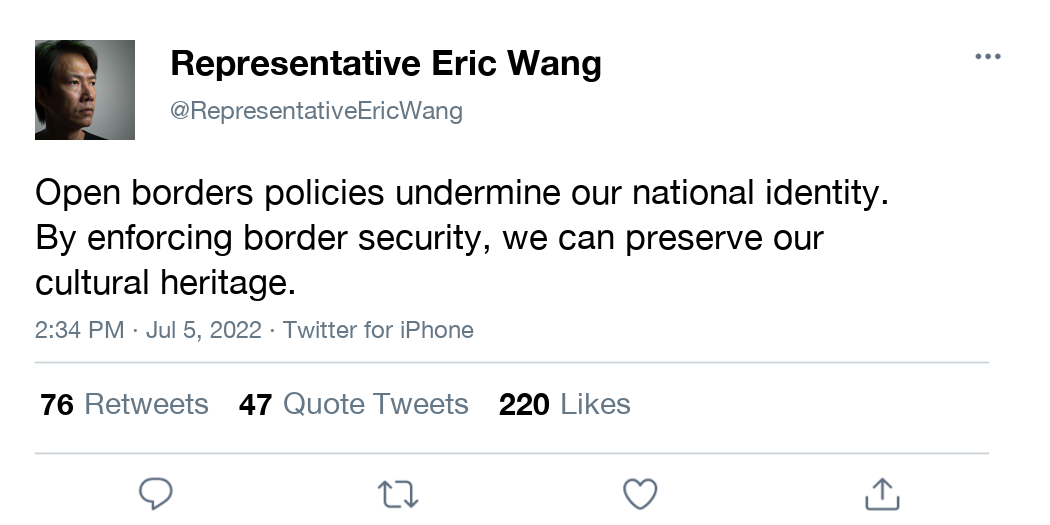 Representative Eric Wang
@RepresentativeEricWang
Open borders policies undermine our national identity.
By enforcing border security, we can preserve our
cultural heritage.
2:34 PM · Jul 5, 2022 · Twitter for iPhone
76 Retweets 47 Quote Tweets 220 Likes